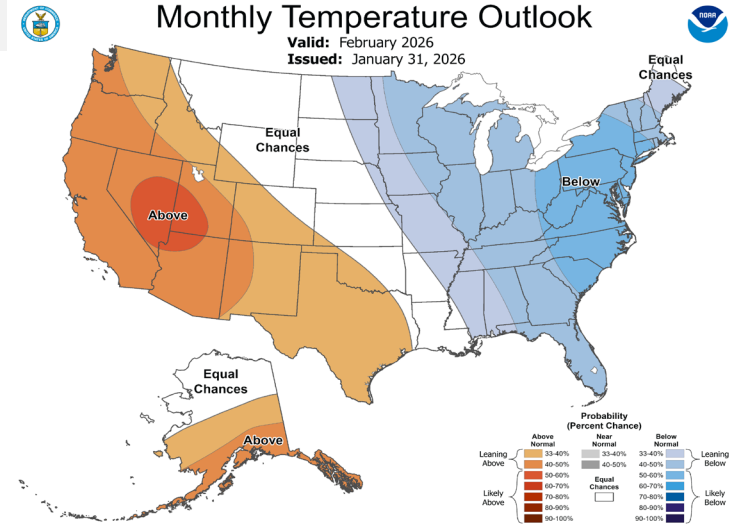 Monthly Temperature Outlook
Valid: February 2026
Issued: January 31, 2026
NOAA
Equal
Chances
Equal
Chances
Above
Below
Equal
Chances
Above
Probability
(Percent Chance)
Above
Normal
Near
Normal
Below
Normal
Leaning
Above
33-40%
40-50%
50-60%
60-70%
70-80%
80-90%
90-100%
Likely
Above
33-40%
40-50%
Equal
Chances
33-40%
40-50%
50-60%
60-70%
70-80%
80-90%
90-100%
Leaning
Below
Likely
Below